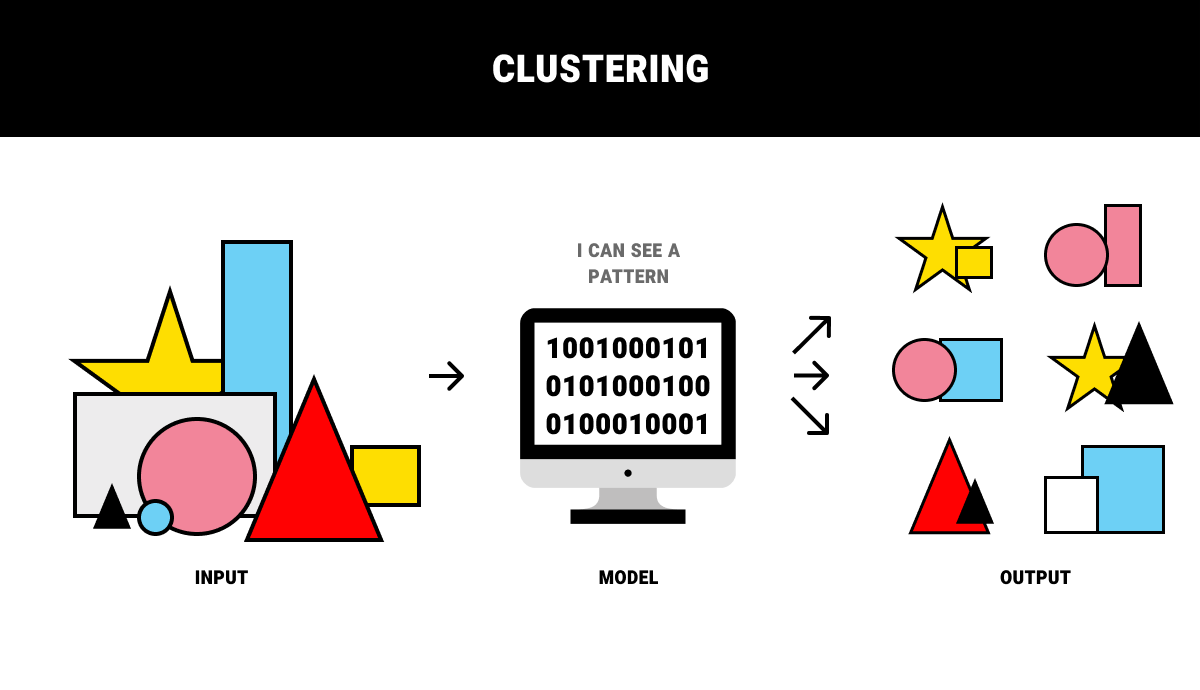 CLUSTERING
I CAN SEE A
PATTERN
1001000101
0101000100
0100010001
INPUT
MODEL
OUTPUT